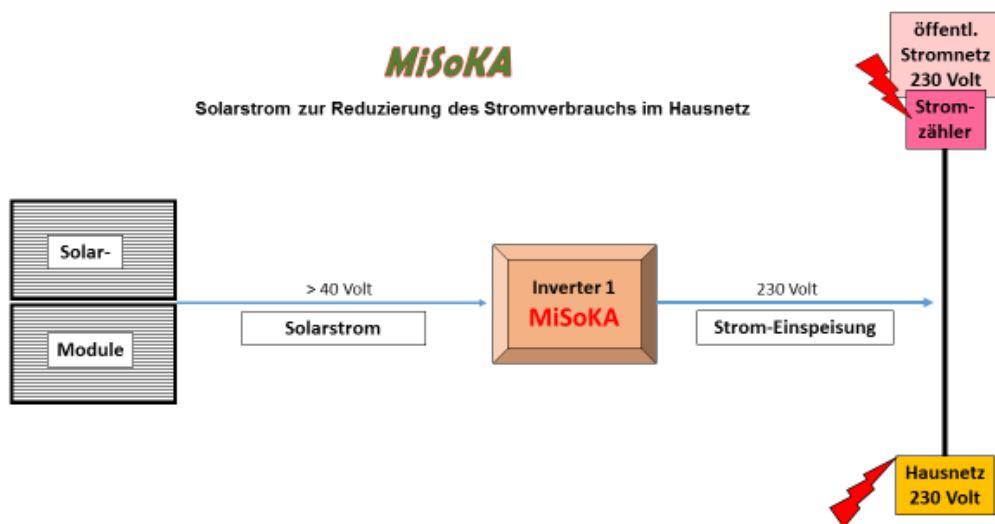 MiSoKA
Solarstrom zur Reduzierung des Stromverbrauchs im Hausnetz
öffentl.
Stromnetz
230 Volt
Strom-
zähler
Solar-
Module
> 40 Volt
Solarstrom
Inverter 1
MiSoKA
230 Volt
Strom-Einspeisung
Hausnetz
230 Volt